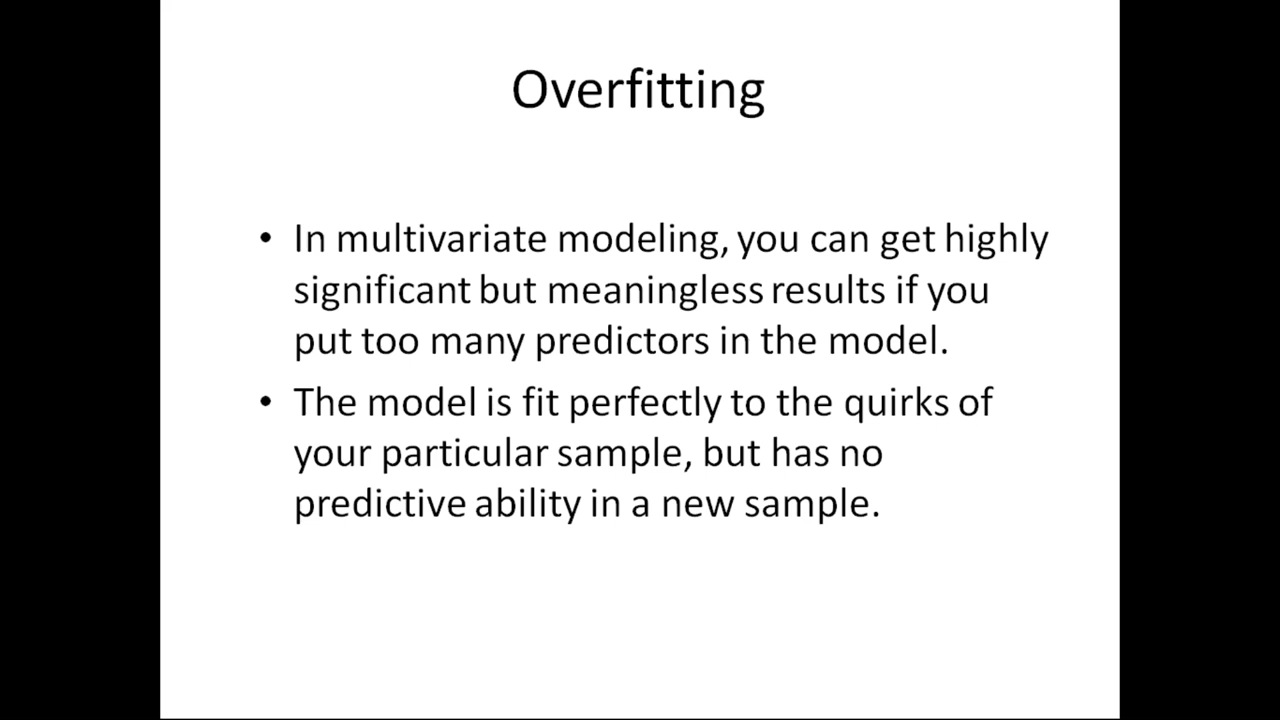 Overfitting
• In multivariate modeling, you can get highly
significant but meaningless results if you
put too many predictors in the model.
• The model is fit perfectly to the quirks of
your particular sample, but has no
predictive ability in a new sample.